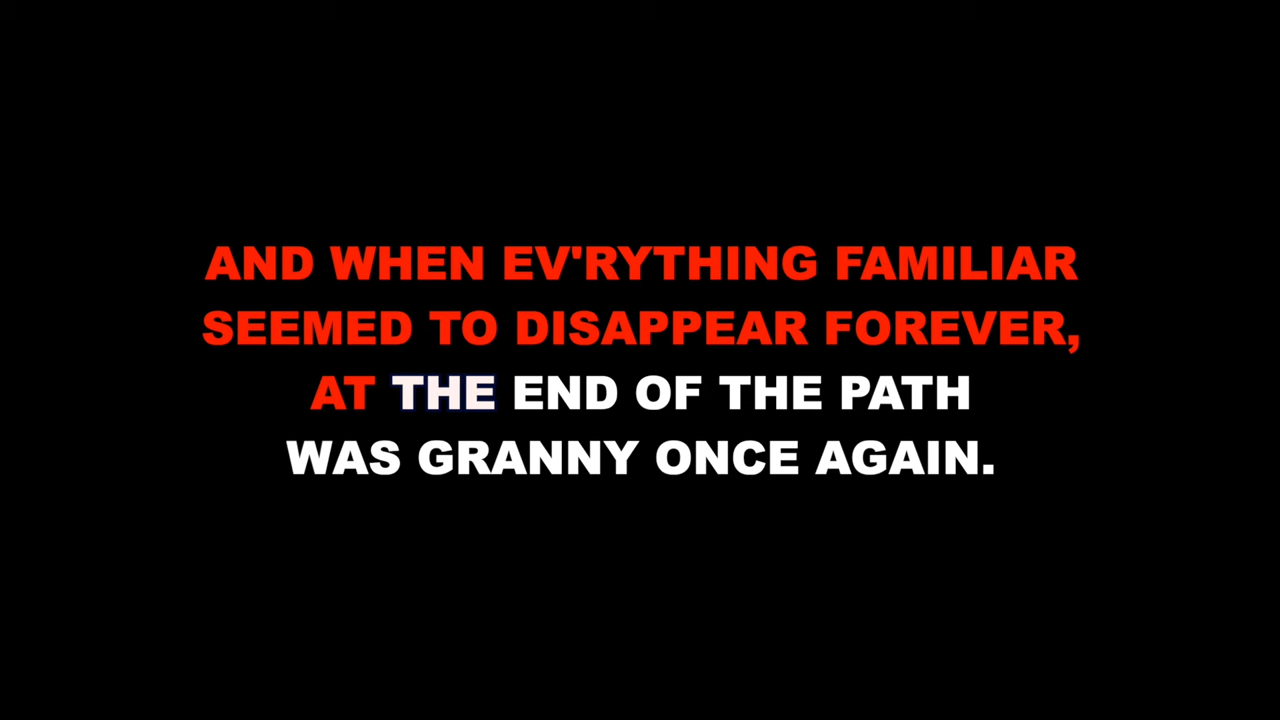 AND WHEN EV'RYTHING FAMILIAR
SEEMED TO DISAPPEAR FOREVER,
AT THE END OF THE PATH
WAS GRANNY ONCE AGAIN.